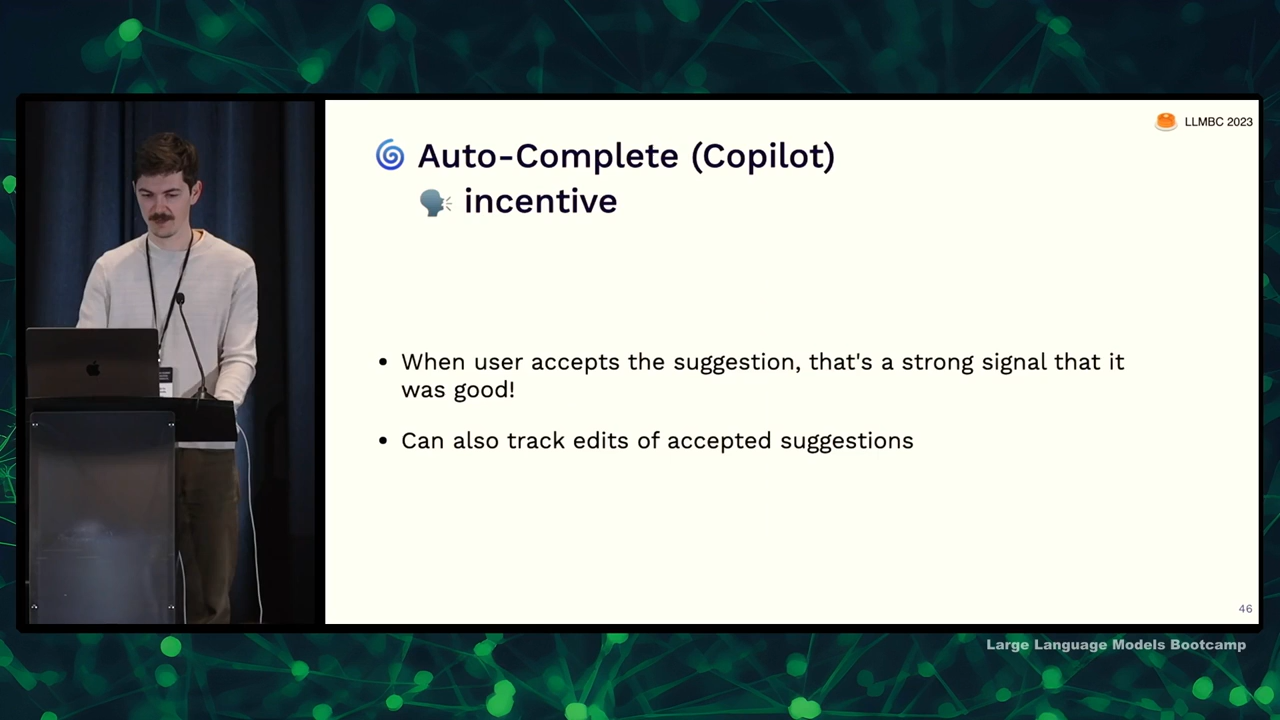 LLMBC 2023
Auto-Complete (Copilot)
incentive
• When user accepts the suggestion, that's a strong signal that it
was good!
• Can also track edits of accepted suggestions
46
Large Language Models Bootcamp